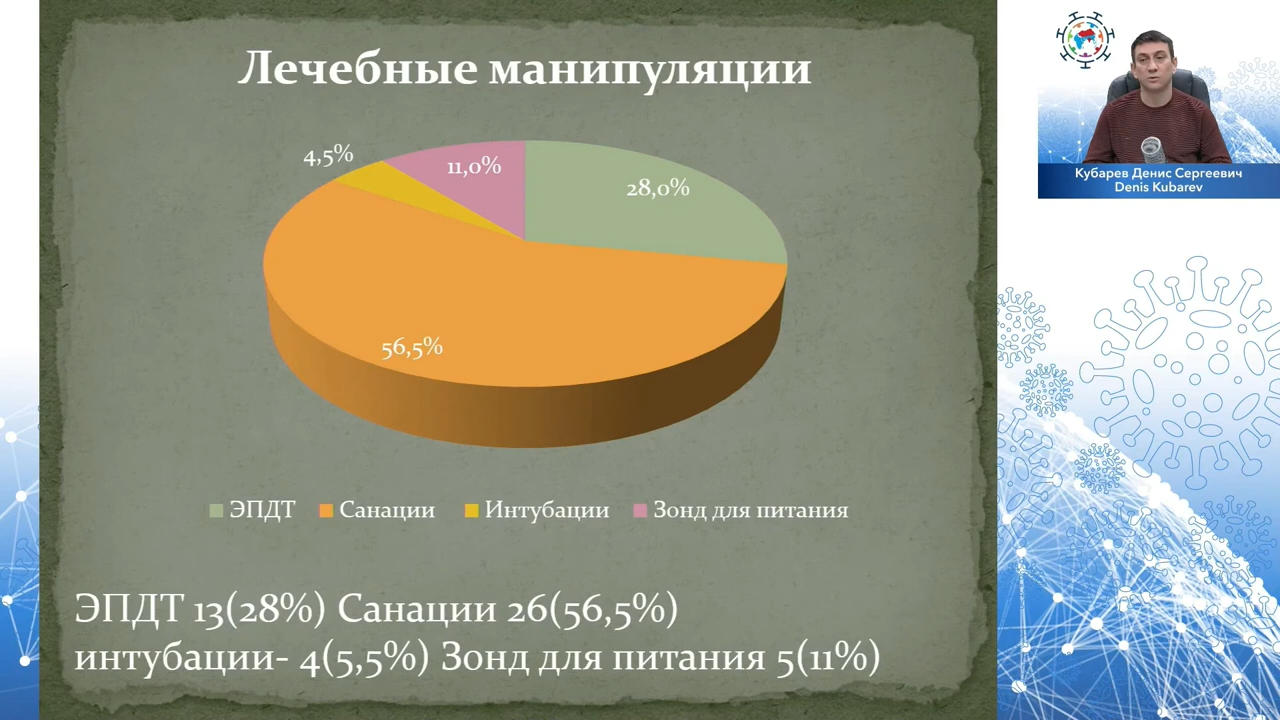 Лечебные манипуляции
4,5%
11,0%
28,0%
56,5%
ЭПДТ Санации Интубации Зонд для питания
ЭПДТ 13(28%) Санации 26(56,5%)
интубации- 4(5,5%) Зонд для питания 5(11%)
Кубарев Денис Сергеевич
Denis Kubarev